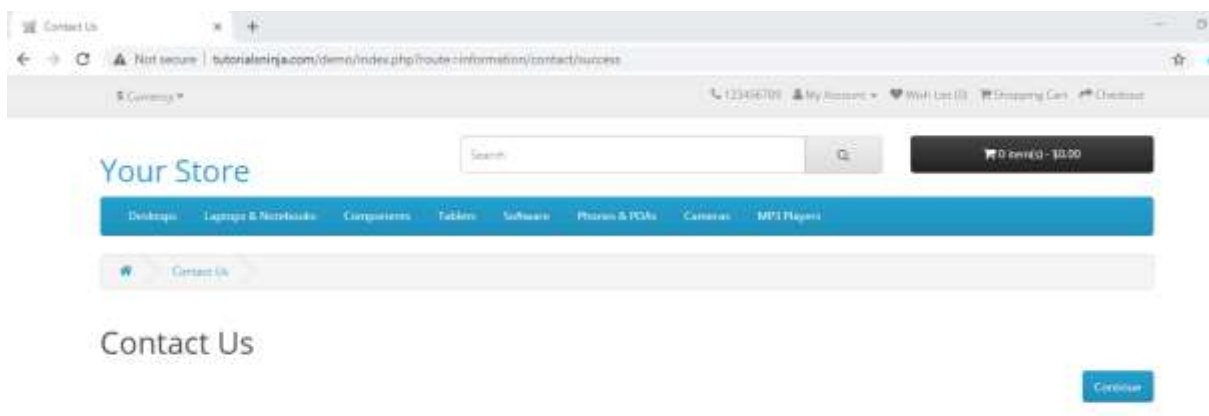 Contact Us
Not secure | tutorialsninja.com/demo/index.php?route=information/contact/success
$ Currency
123456789 My Account Wish List (0) Shopping Cart Checkout
Your Store
Search
0 item(s) - $0.00
Desktops Laptops & Notebooks Components Tablets Software Phones & PDAs Cameras MP3 Players
Contact Us
Contact Us
Continue